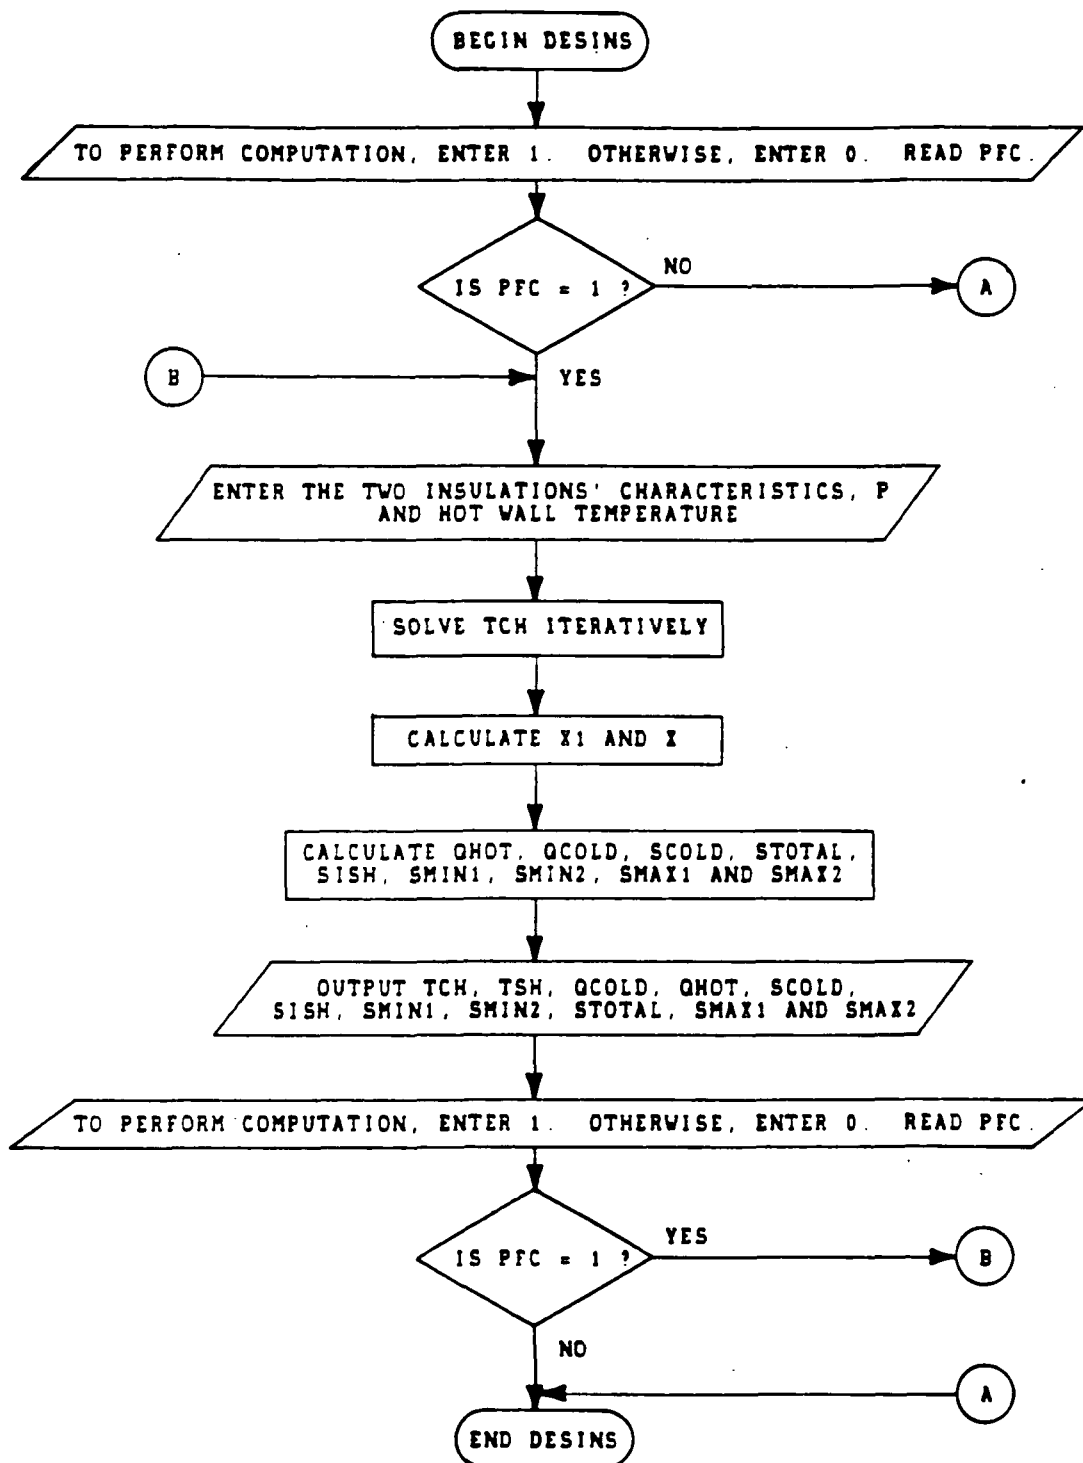 BEGIN DESINS
TO PERFORM COMPUTATION, ENTER 1. OTHERWISE, ENTER 0. READ PFC.
IS PFC = 1 ?
NO
A
B
YES
ENTER THE TWO INSULATIONS' CHARACTERISTICS, P
AND HOT WALL TEMPERATURE
SOLVE TCH ITERATIVELY
CALCULATE X1 AND X
CALCULATE QHOT, QCOLD, SCOLD, STOTAL,
SISH, SMIN1, SMIN2, SMAX1 AND SMAX2
OUTPUT TCH, TSH, QCOLD, QHOT, SCOLD,
SISH, SMIN1, SMIN2, STOTAL, SMAX1 AND SMAX2
TO PERFORM COMPUTATION, ENTER 1. OTHERWISE, ENTER 0. READ PFC.
IS PFC = 1 ?
YES
B
NO
A
END DESINS